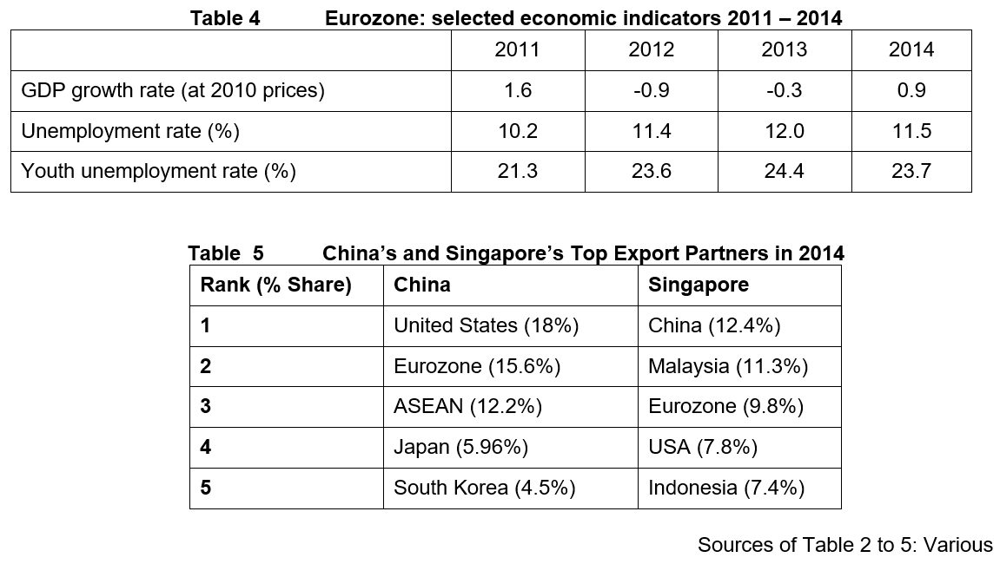 Table 4 Eurozone: selected economic indicators 2011 – 2014
2011 2012 2013 2014
GDP growth rate (at 2010 prices) 1.6 -0.9 -0.3 0.9
Unemployment rate (%) 10.2 11.4 12.0 11.5
Youth unemployment rate (%) 21.3 23.6 24.4 23.7
Table 5 China’s and Singapore’s Top Export Partners in 2014
Rank (% Share) China Singapore
1 United States (18%) China (12.4%)
2 Eurozone (15.6%) Malaysia (11.3%)
3 ASEAN (12.2%) Eurozone (9.8%)
4 Japan (5.96%) USA (7.8%)
5 South Korea (4.5%) Indonesia (7.4%)
Sources of Table 2 to 5: Various